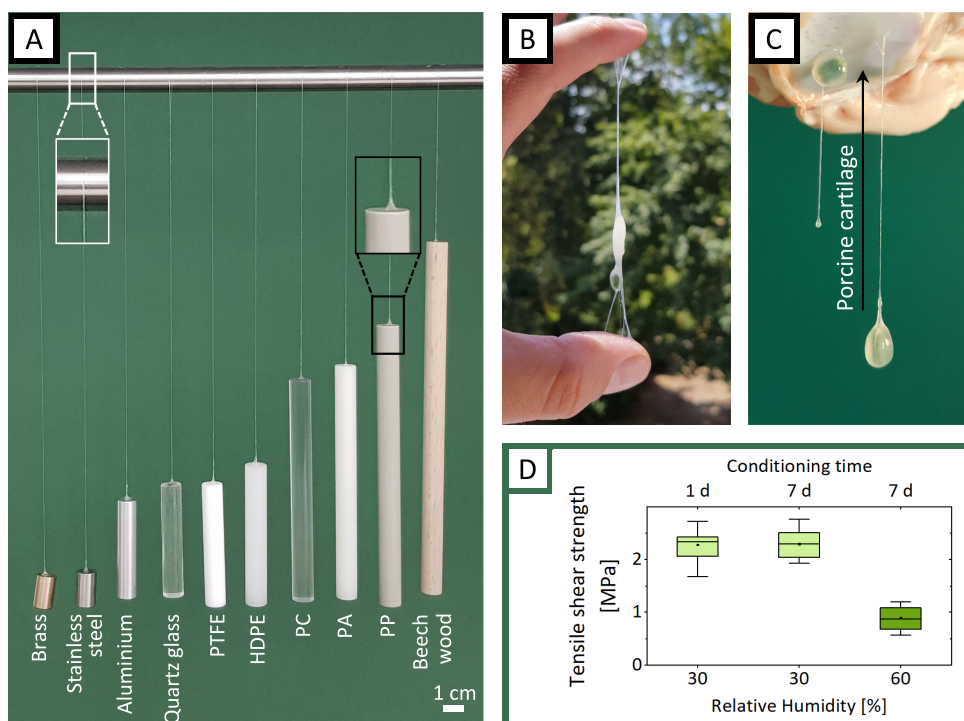 A
Brass
Stainless
steel
Aluminium
Quartz glass
PTFE
HDPE
PC
PA
PP
Beech
wood
1 cm
B
C
Porcine cartilage
D
Conditioning time
1 d 7 d 7 d
Tensile shear strength
[MPa]
2
1
0
30 30 60
Relative Humidity [%]